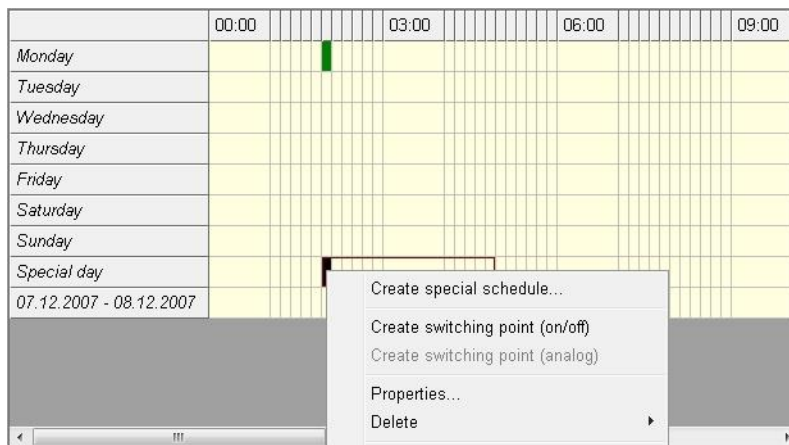 00:00 03:00 06:00 09:00
Monday
Tuesday
Wednesday
Thursday
Friday
Saturday
Sunday
Special day
07.12.2007 - 08.12.2007
Create special schedule...
Create switching point (on/off)
Create switching point (analog)
Properties...
Delete